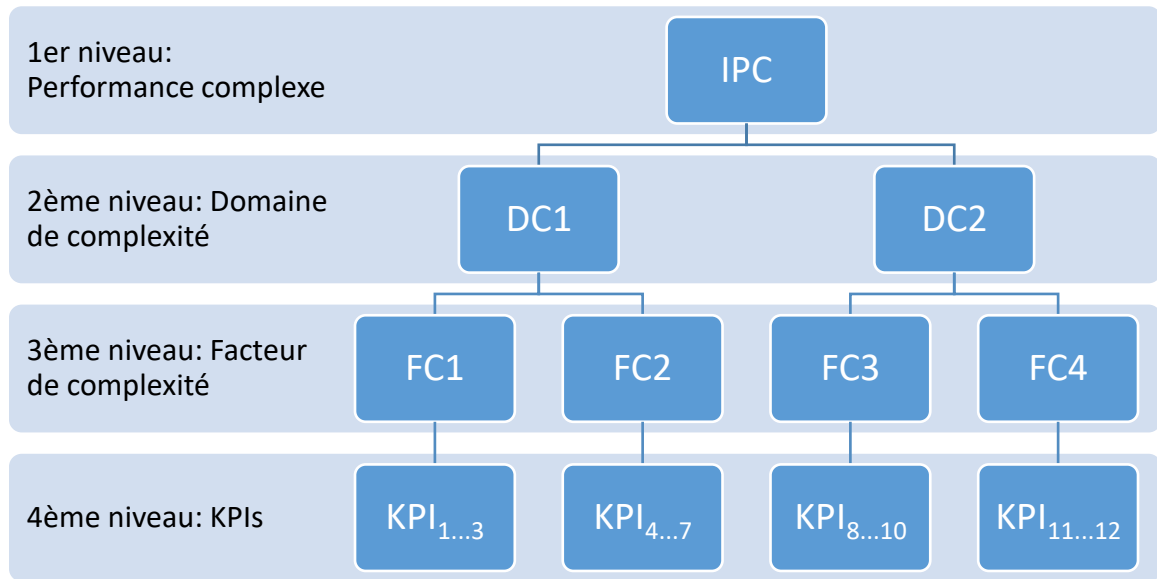 1er niveau:
Performance complexe
IPC
2ème niveau: Domaine
de complexité
DC1
DC2
3ème niveau: Facteur
de complexité
FC1
FC2
FC3
FC4
4ème niveau: KPIs
KPI1...3
KPI4...7
KPI8...10
KPI11...12